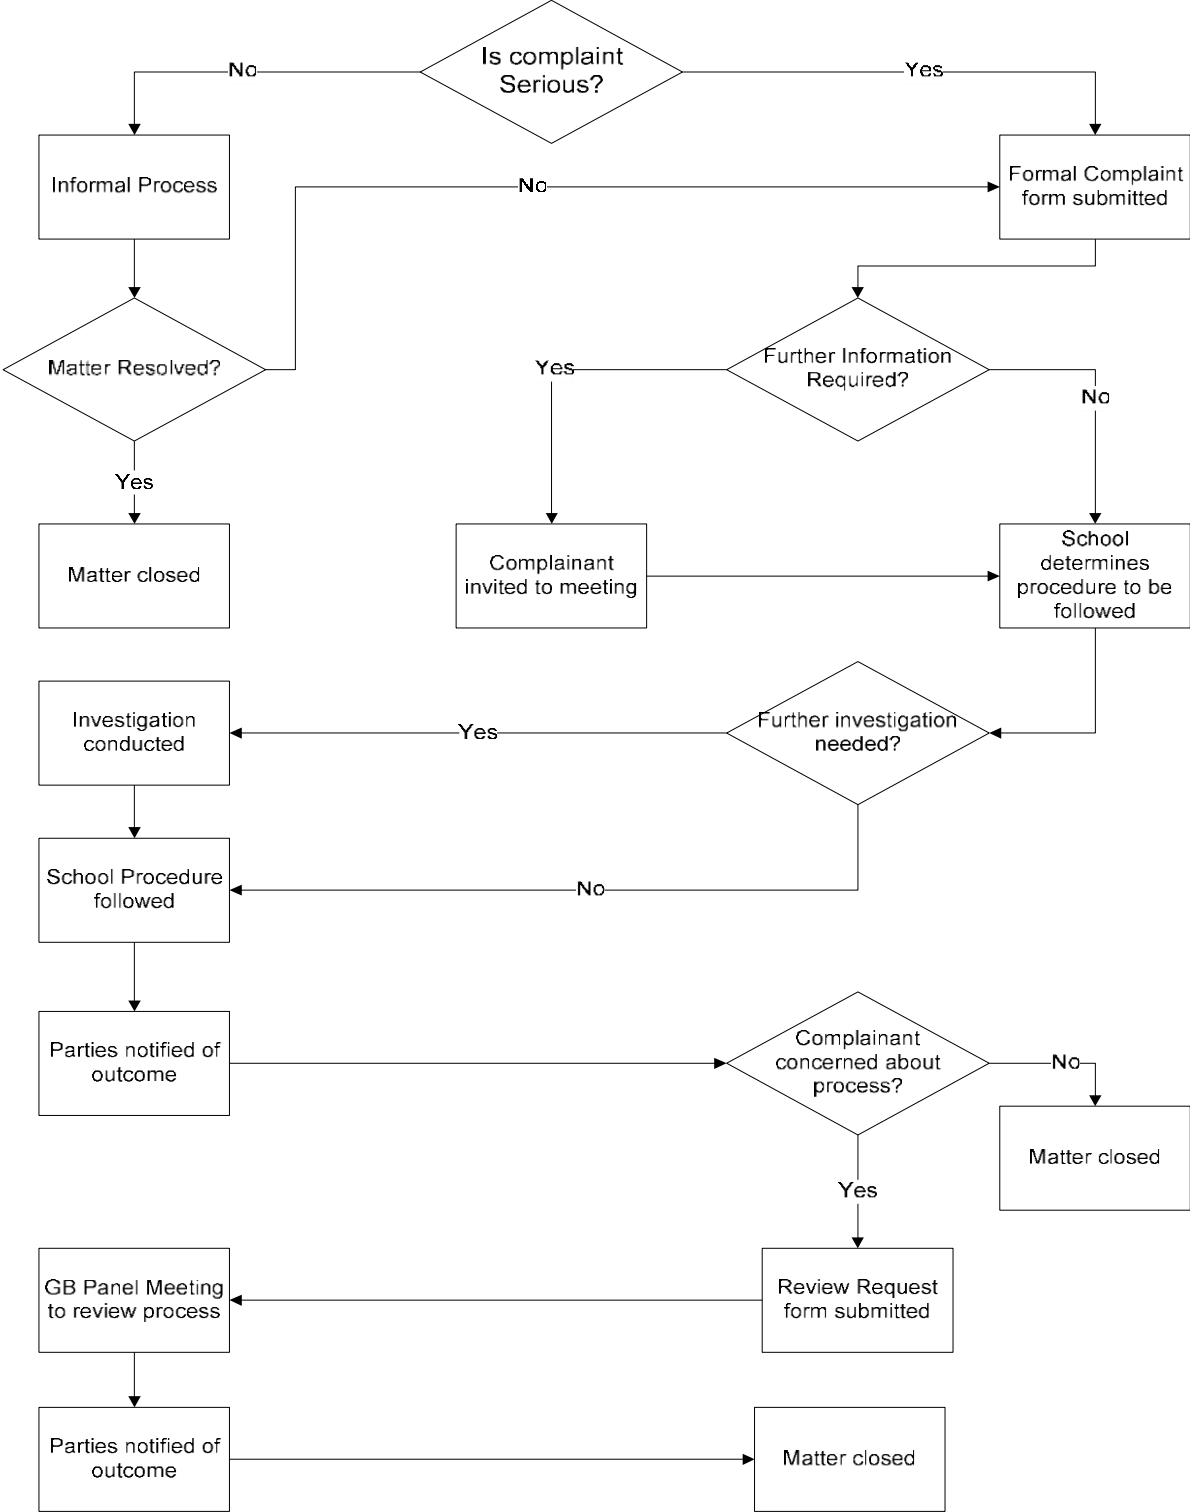 Is complaint
Serious?
No
Yes
Informal Process
No
Formal Complaint
form submitted
Matter Resolved?
Yes
Further Information
Required?
No
Yes
Matter closed
Complainant
invited to meeting
School
determines
procedure to be
followed
Investigation
conducted
Yes
Further investigation
needed?
School Procedure
followed
No
Parties notified of
outcome
Complainant
concerned about
process?
No
Matter closed
Yes
GB Panel Meeting
to review process
Review Request
form submitted
Parties notified of
outcome
Matter closed